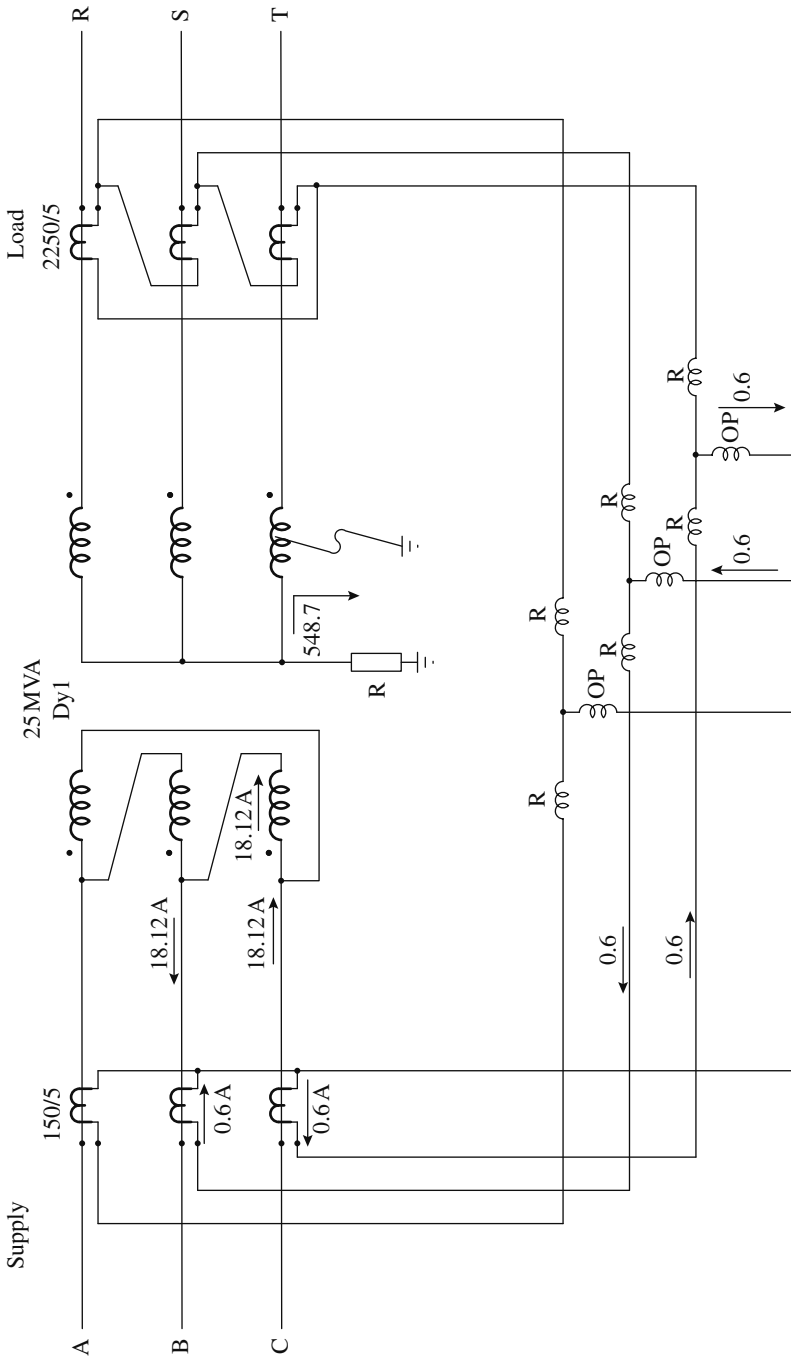 Supply
150/5
25 MVA
Dy1
Load
2250/5
A
B
C
R
S
T
18.12 A
18.12 A
18.12 A
548.7
R
0.6 A
0.6 A
R
R
OP
0.6
R
R
OP
0.6
0.6
R
R
OP
0.6